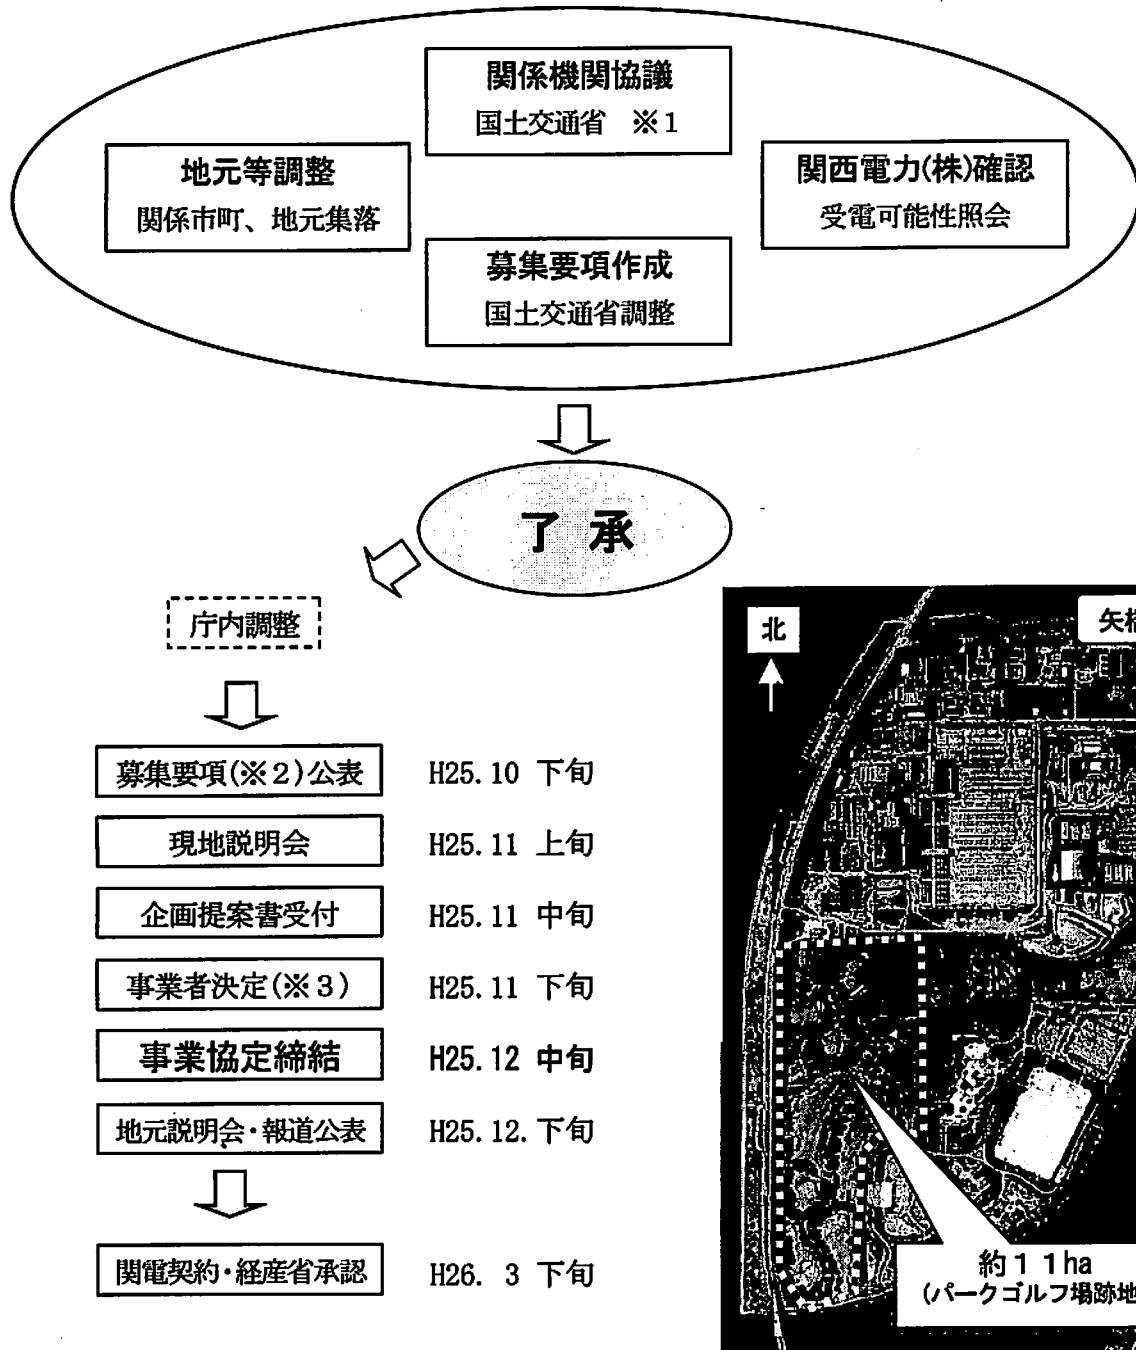 関係機関協議
国土交通省 ※1
地元等調整
関係市町、地元集落
関西電力(株)確認
受電可能性照会
募集要項作成
国土交通省調整
了 承
庁内調整
募集要項(※2)公表 H25.10 下旬
現地説明会 H25.11 上旬
企画提案書受付 H25.11 中旬
事業者決定(※3) H25.11 下旬
事業協定締結 H25.12 中旬
地元説明会・報道公表 H25.12.下旬
関電契約・経産省承認 H26. 3 下旬
北
約11ha
(パークゴルフ場跡地